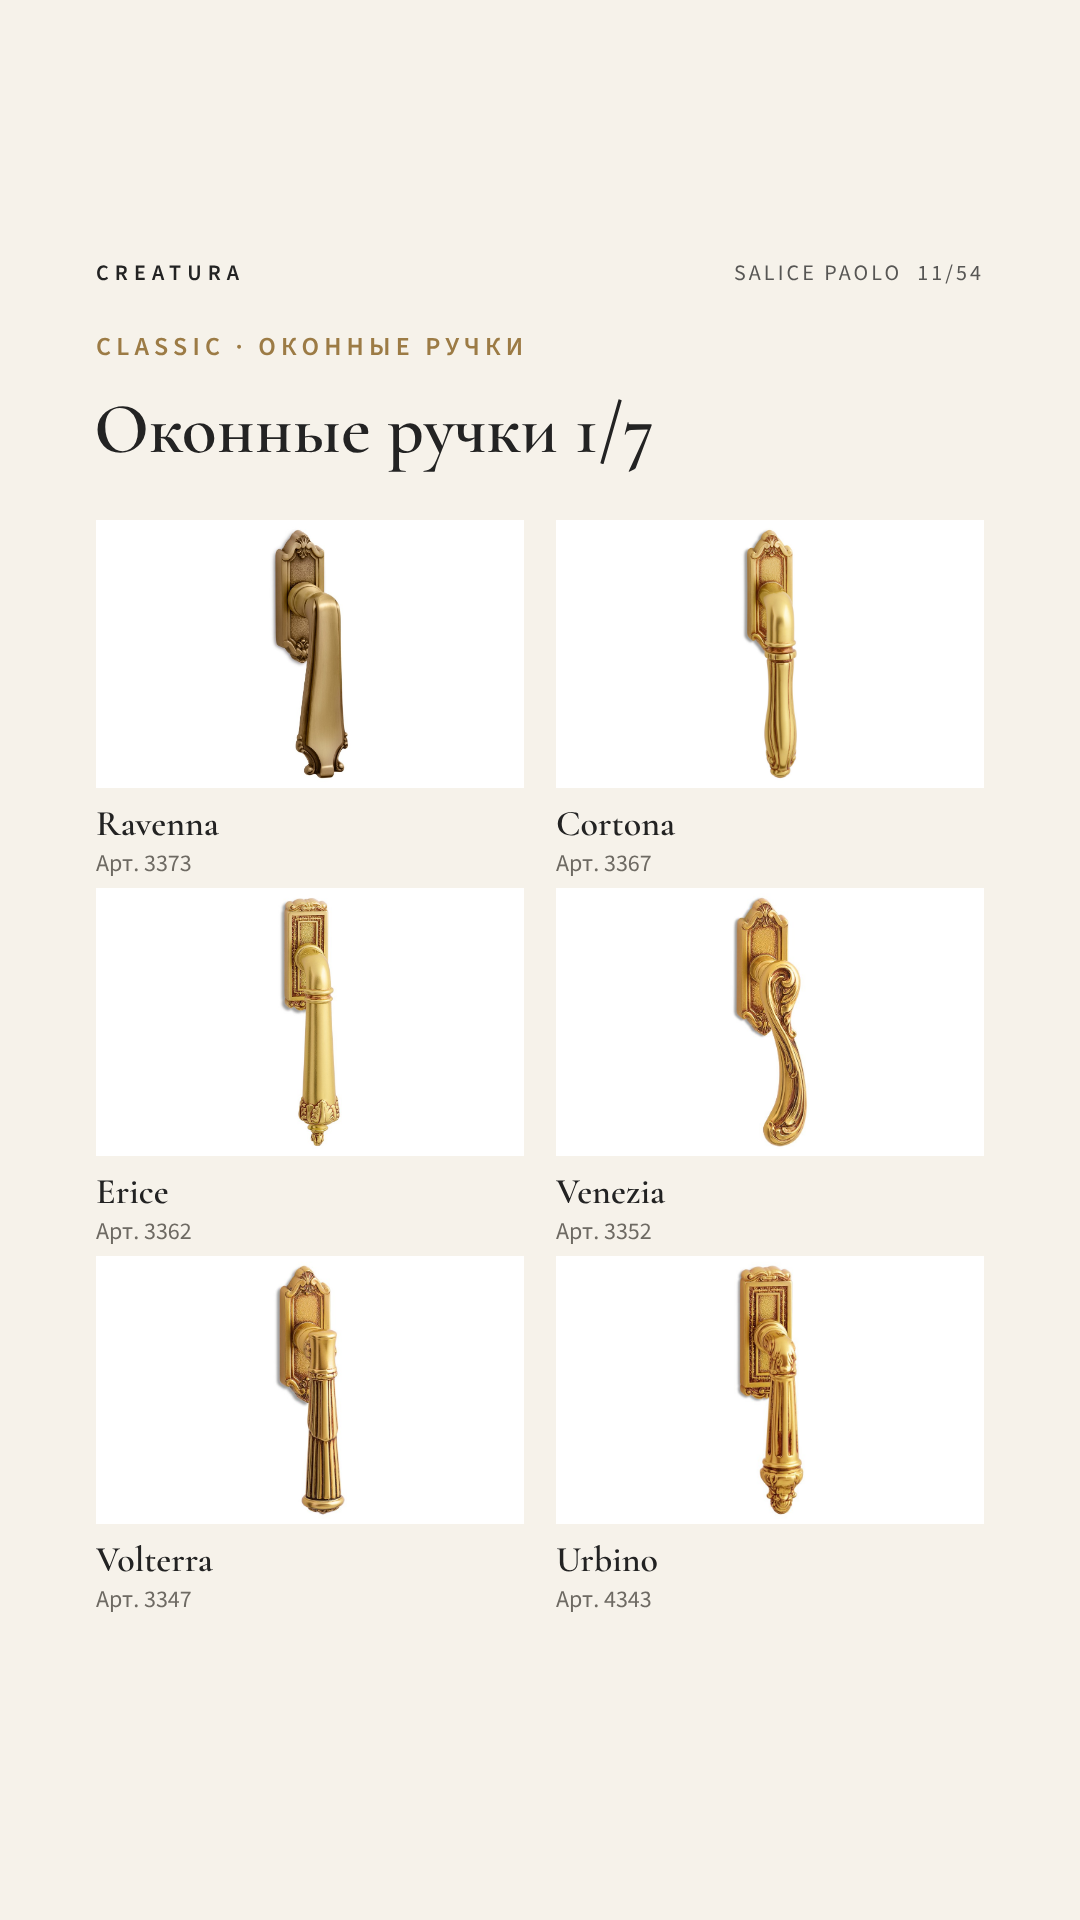 CREATURA
SALICE PAOLO 11/54
CLASSIC · ОКОННЫЕ РУЧКИ
Оконные ручки 1/7
Ravenna
Арт. 3373
Cortona
Арт. 3367
Erice
Арт. 3362
Venezia
Арт. 3352
Volterra
Арт. 3347
Urbino
Арт. 4343